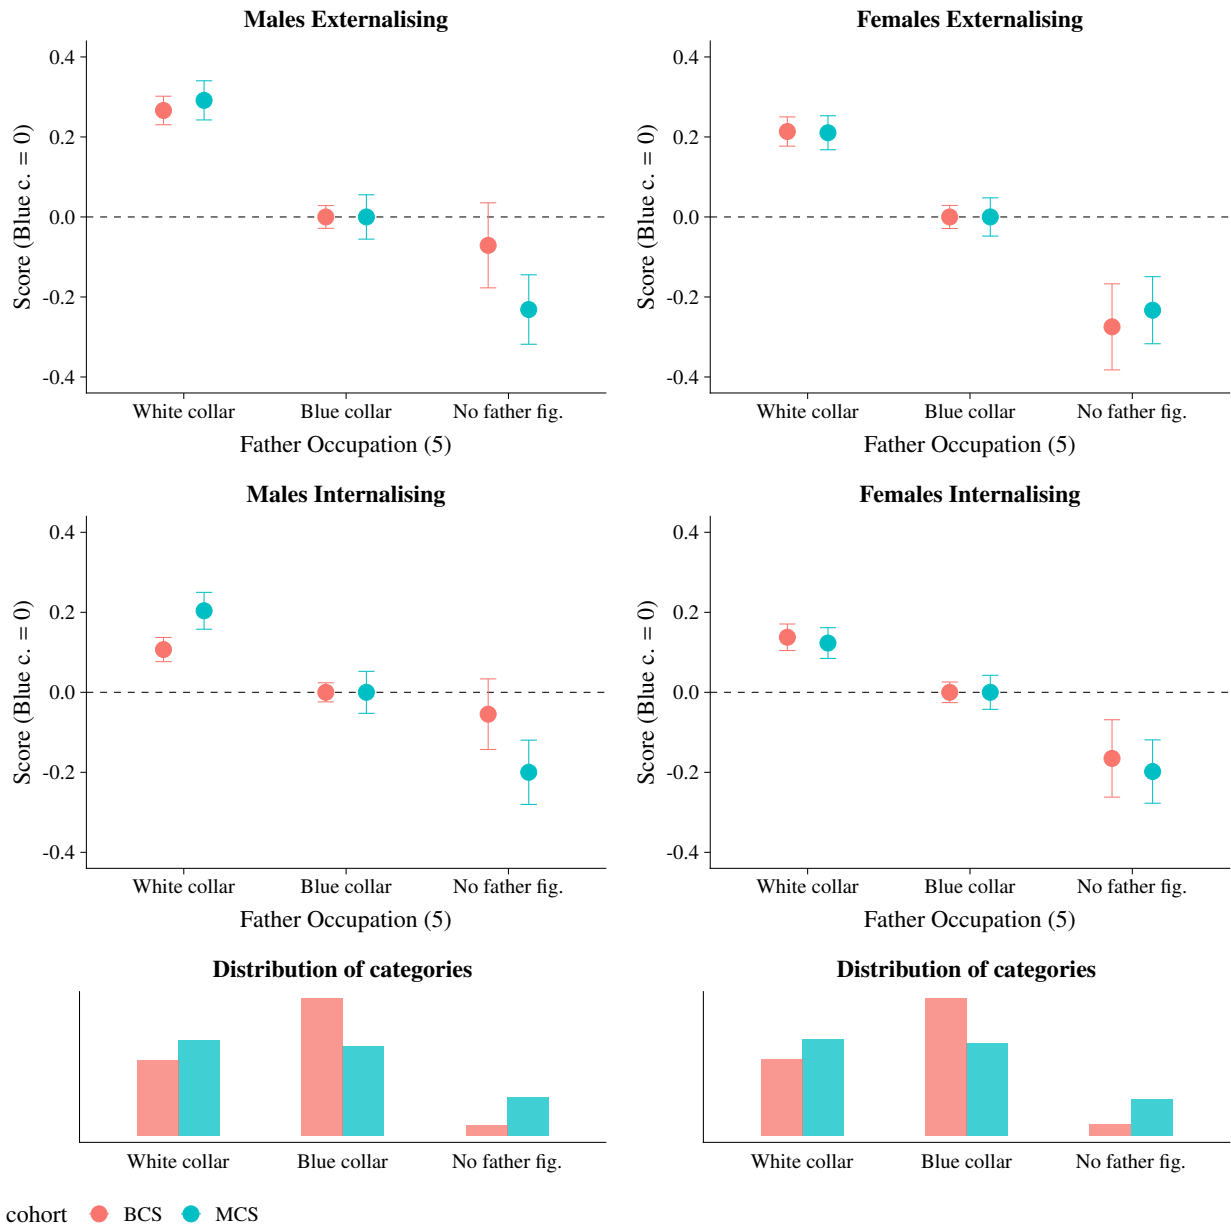 Males Externalising
Females Externalising
Score (Blue c. = 0)
0.4
0.2
0.0
-0.2
-0.4
White collar Blue collar No father fig.
Father Occupation (5)
Score (Blue c. = 0)
0.4
0.2
0.0
-0.2
-0.4
White collar Blue collar No father fig.
Father Occupation (5)
Males Internalising
Females Internalising
Score (Blue c. = 0)
0.4
0.2
0.0
-0.2
-0.4
White collar Blue collar No father fig.
Father Occupation (5)
Score (Blue c. = 0)
0.4
0.2
0.0
-0.2
-0.4
White collar Blue collar No father fig.
Father Occupation (5)
Distribution of categories
White collar Blue collar No father fig.
Distribution of categories
White collar Blue collar No father fig.
cohort BCS MCS